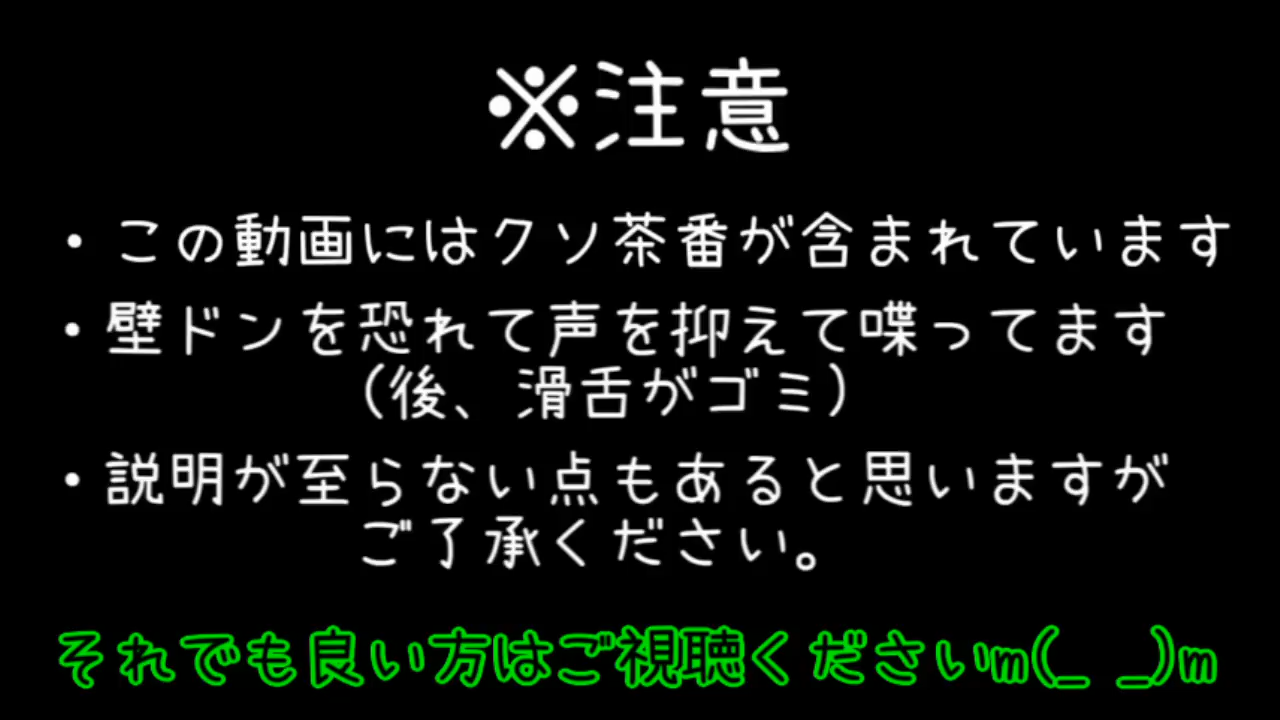 ※注意
・この動画にはクソ茶番が含まれています
・壁ドンを恐れて声を抑えて喋ってます
(後、滑舌がゴミ)
・説明が至らない点もあると思いますが
ご了承ください。
それでも良い方はご視聴くださいm(_ _)m